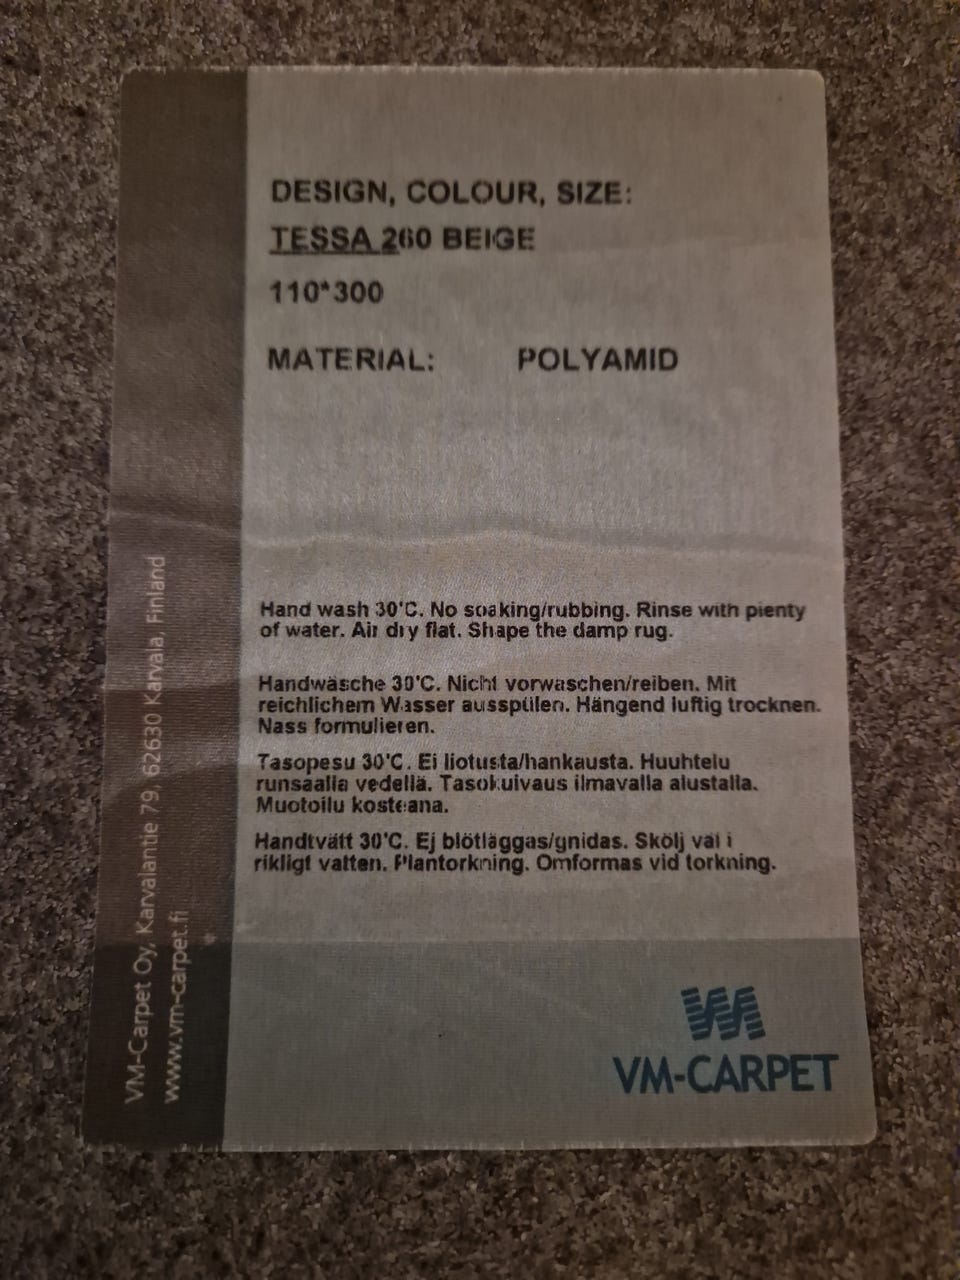 DESIGN, COLOUR, SIZE:
TESSA 260 BEIGE
110*300
MATERIAL: POLYAMID
Hand wash 30'C. No soaking/rubbing. Rinse with plenty
of water. Air dry flat. Shape the damp rug.
Handwäsche 30'C. Nicht vorwaschen/reiben. Mit
reichlichem Wasser ausspülen. Hängend luftig trocknen.
Nass formulieren.
Tasopesu 30'C. Ei liotusta/hankausta. Huuhtelu
runsaalla vedellä. Tasokuivaus ilmavalla alustalla.
Muotoilu kosteana.
Handtvätt 30'C. Ej blötläggas/gnidas. Skölj väl i
rikligt vatten. Plantorkning. Omformas vid torkning.
VM-Carpet Oy, Karvalantie 79, 62630 Karvala, Finland
www.vm-carpet.fi
VM-CARPET